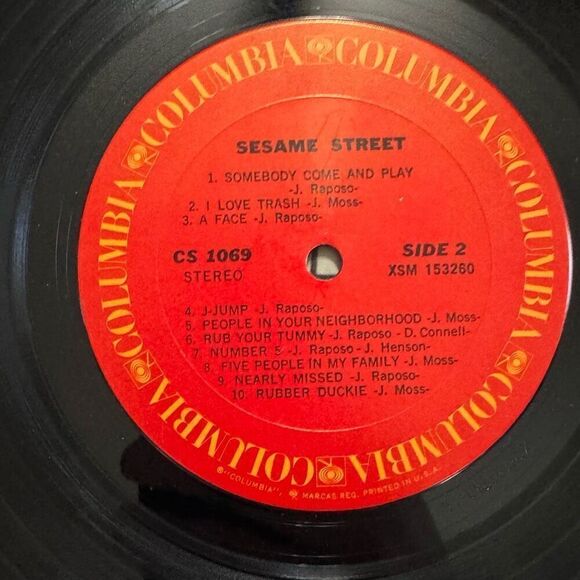 COLUMBIA COLUMBIA COLUMBIA COLUMBIA COLUMBIA COLUMBIA
SESAME STREET
1. SOMEBODY COME AND PLAY
-J. Raposo-
2. I LOVE TRASH -J. Moss-
3. A FACE -J. Raposo-
CS 1069
STEREO
SIDE 2
XSM 153260
4. J-JUMP -J. Raposo-
5. PEOPLE IN YOUR NEIGHBORHOOD -J. Moss-
6. RUB YOUR TUMMY -J. Raposo - D. Connell-
7. NUMBER 5 -J. Raposo -J. Henson-
8. FIVE PEOPLE IN MY FAMILY -J. Moss-
9. NEARLY MISSED -J. Raposo-
10. RUBBER DUCKIE -J. Moss-
®"COLUMBIA", MARCAS REG. PRINTED IN U.S.A.